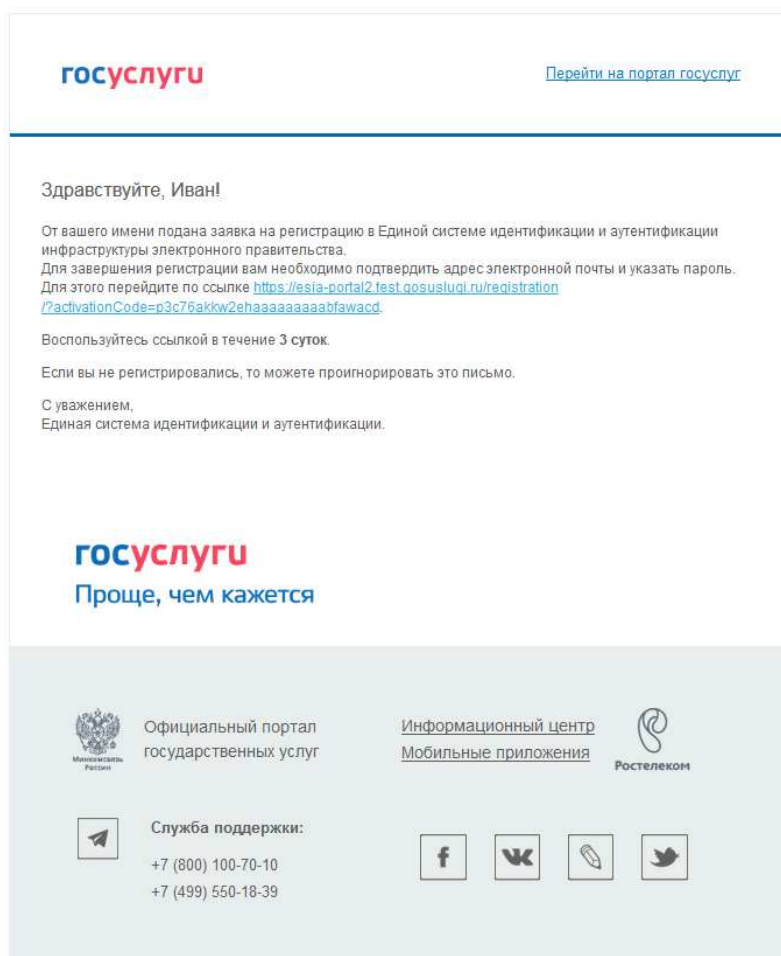 госуслуги
Перейти на портал госуслуг
Здравствуйте, Иван!
От вашего имени подана заявка на регистрацию в Единой системе идентификации и аутентификации
инфраструктуры электронного правительства.
Для завершения регистрации вам необходимо подтвердить адрес электронной почты и указать пароль.
Для этого перейдите по ссылке https://esia-portal2.test.gosuslugi.ru/registration
/?activationCode=p3c76akkw2ehaaaaaaaaabfawacd.
Воспользуйтесь ссылкой в течение 3 суток.
Если вы не регистрировались, то можете проигнорировать это письмо.
С уважением,
Единая система идентификации и аутентификации.
госуслуги
Проще, чем кажется
Официальный портал
государственных услуг
Минкомсвязь
России
Информационный центр
Мобильные приложения
Ростелеком
Служба поддержки:
+7 (800) 100-70-10
+7 (499) 550-18-39